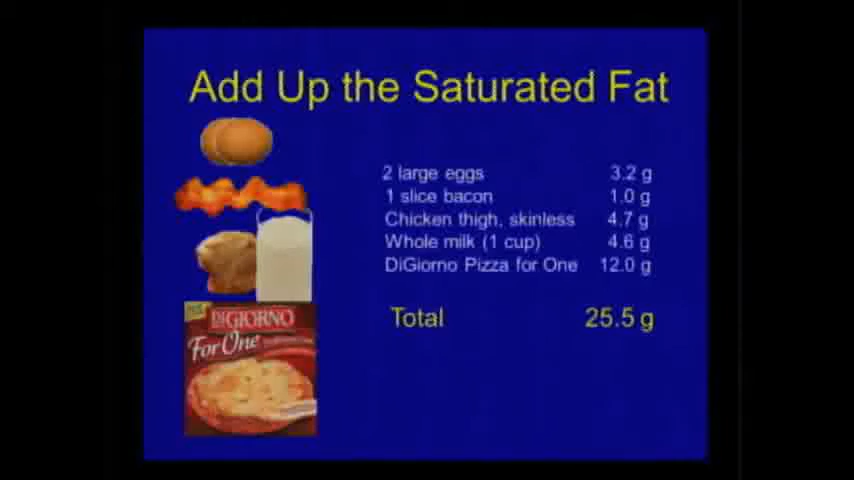 Add Up the Saturated Fat
2 large eggs 3.2 g
1 slice bacon 1.0 g
Chicken thigh, skinless 4.7 g
Whole milk (1 cup) 4.6 g
DiGiorno Pizza for One 12.0 g
Total 25.5 g
DIGIORNO
For One